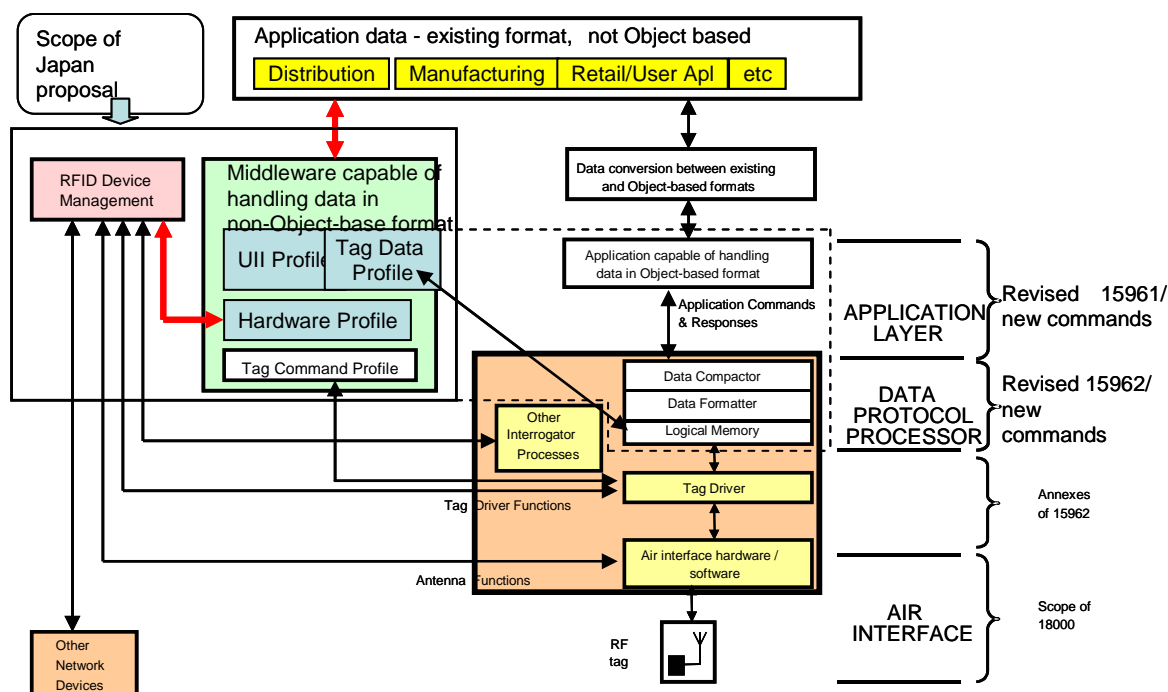 Scope of
Japan
proposal
Application data - existing format, not Object based
Distribution
Manufacturing
Retail/User Apl
etc
RFID Device
Management
Middleware capable of
handling data in
non-Object-base format
UII Profile
Tag Data
Profile
Hardware Profile
Tag Command Profile
Data conversion between existing
and Object-based formats
Application capable of handling
data in Object-based format
Application Commands
& Responses
Data Compactor
Data Formatter
Logical Memory
Other
Interrogator
Processes
Tag Driver
Tag Driver Functions
Air interface hardware /
software
Antenna Functions
RF
tag
Other
Network
Devices
APPLICATION
LAYER
Revised 15961/
new commands
DATA
PROTOCOL
PROCESSOR
Revised 15962/
new
commands
Annexes
of 15962
AIR
INTERFACE
Scope of
18000